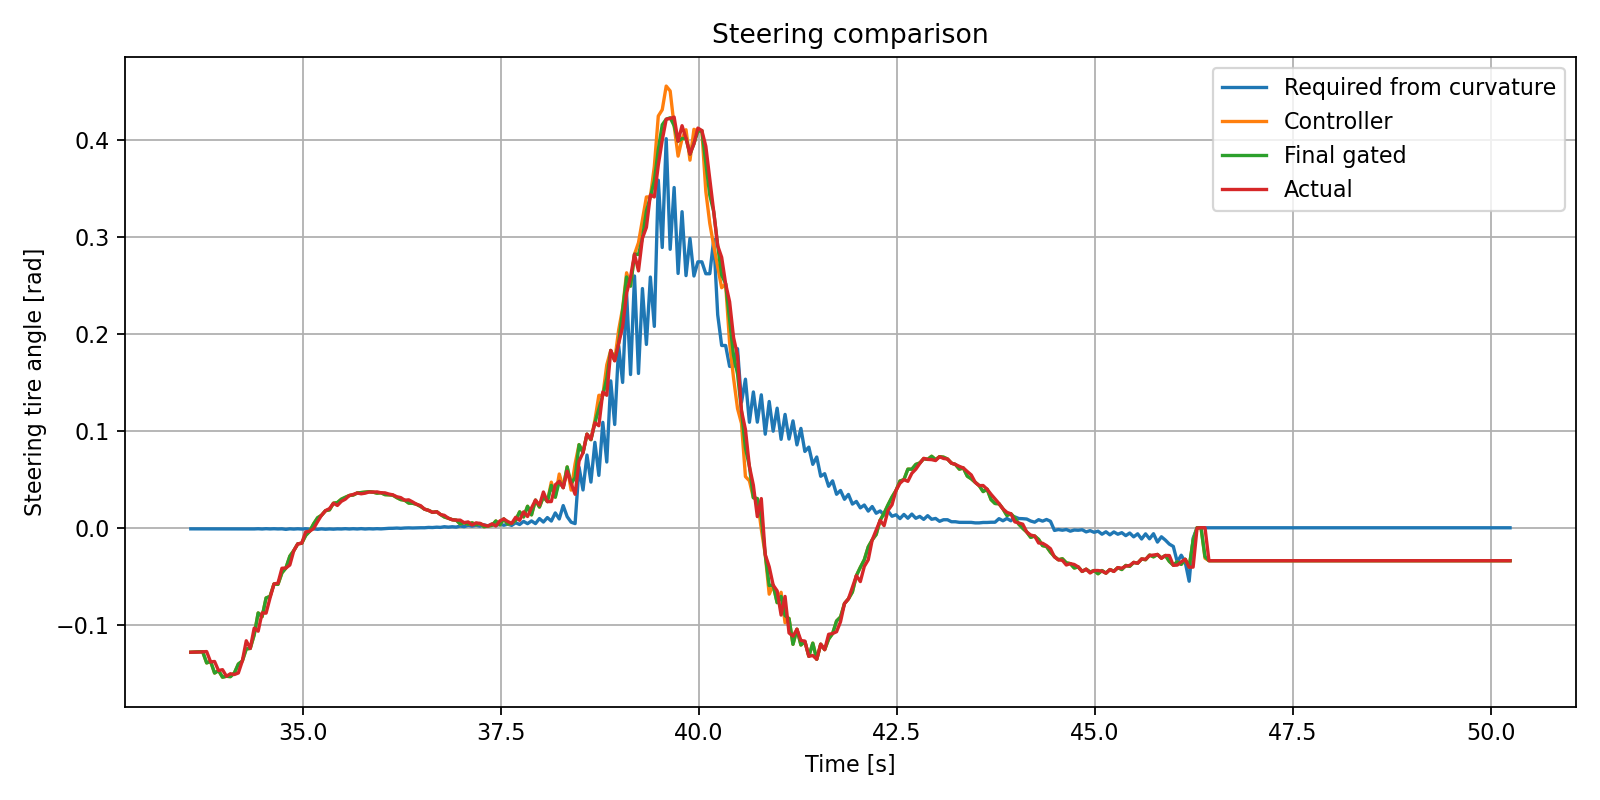 Steering comparison
Required from curvature
Controller
Final gated
Actual
Steering tire angle [rad]
0.4
0.3
0.2
0.1
0.0
−0.1
35.0 37.5 40.0 42.5 45.0 47.5 50.0
Time [s]